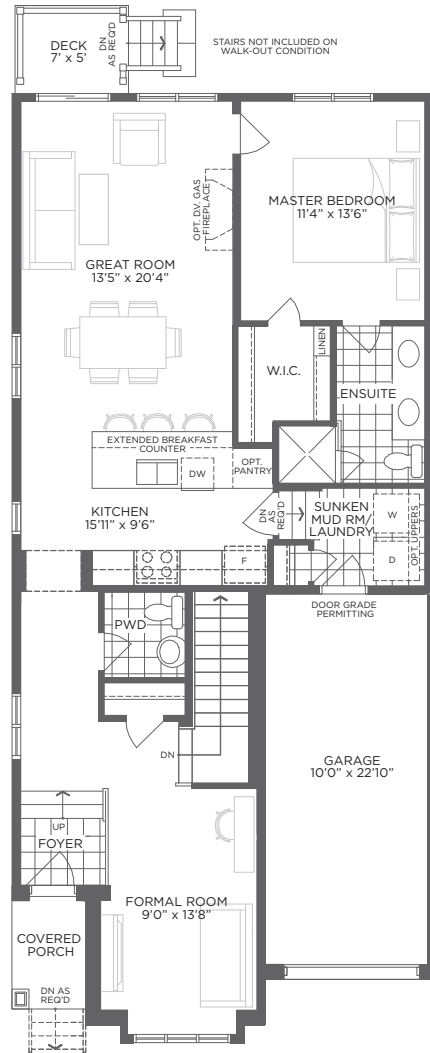 DECK
7' x 5'
DN
AS REQ'D
STAIRS NOT INCLUDED ON
WALK-OUT CONDITION
OPT. DV. GAS
FIREPLACE
MASTER BEDROOM
11'4" x 13'6"
GREAT ROOM
13'5" x 20'4"
LINEN
W.I.C.
ENSUITE
EXTENDED BREAKFAST
COUNTER
DW
OPT.
PANTRY
KITCHEN
15'11" x 9'6"
DN
AS
REQ'D
SUNKEN
MUD RM/
LAUNDRY
W
D
OPT. UPPERS
F
DOOR GRADE
PERMITTING
PWD
DN
GARAGE
10'0" x 22'10"
UP
FOYER
FORMAL ROOM
9'0" x 13'8"
COVERED
PORCH
DN AS
REQ'D